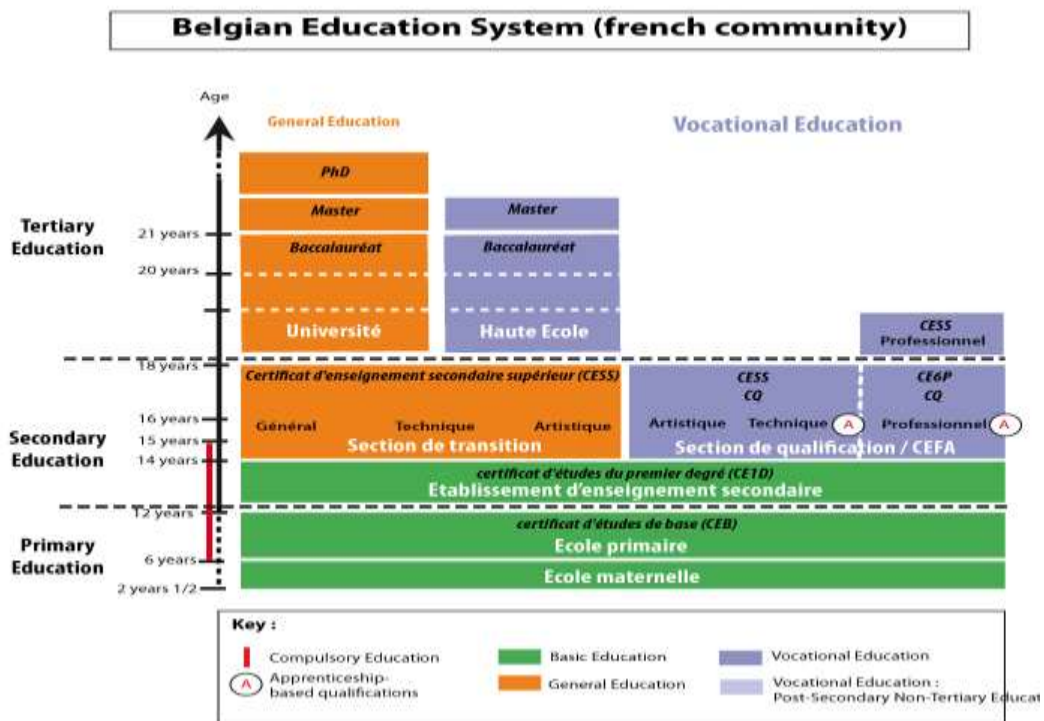 Belgian Education System (french community)
Age
General Education
Vocational Education
PhD
Master
Master
Tertiary
Education
21 years
Baccalauréat
Baccalauréat
20 years
Université
Haute Ecole
CESS
Professionnel
18 years
Certificat d'enseignement secondaire supérieur (CESS)
CESS
CQ
CE6P
CQ
16 years
Général
Technique
Artistique
Artistique
Technique
A
Professionnel
A
Secondary
Education
15 years
Section de transition
Section de qualification / CEFA
14 years
certificat d'études du premier degré (CE1D)
Etablissement d'enseignement secondaire
12 years
certificat d'études de base (CEB)
Primary
Education
Ecole primaire
6 years
Ecole maternelle
2 years 1/2
Key :
Compulsory Education
Basic Education
Vocational Education
A
Apprenticeship-
based qualifications
General Education
Vocational Education :
Post-Secondary Non-Tertiary Educat